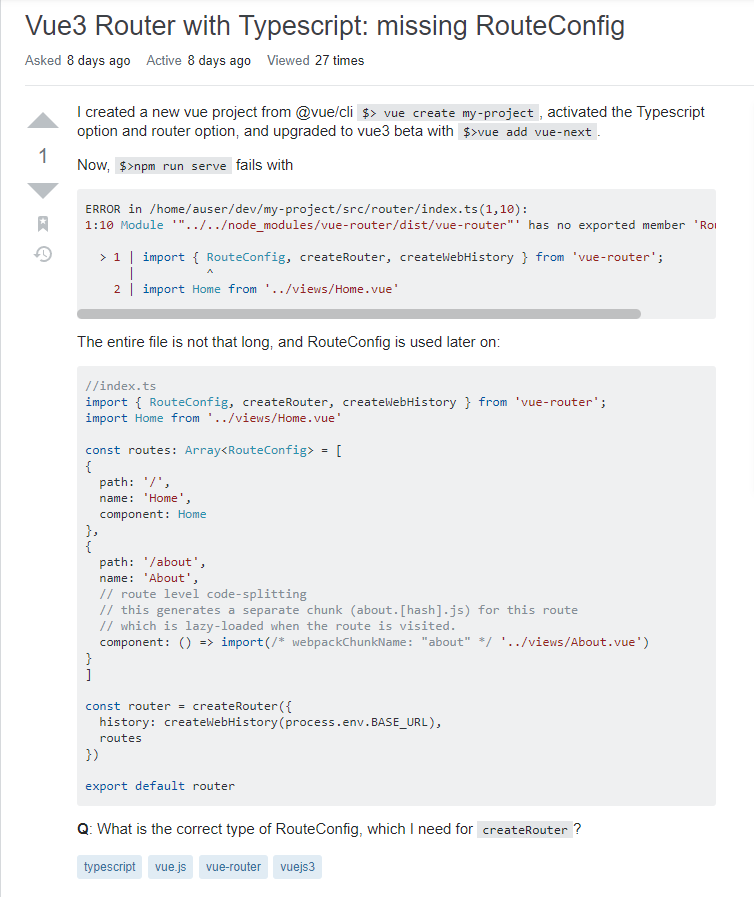 Vue3 Router with Typescript: missing RouteConfig
Asked 8 days ago Active 8 days ago Viewed 27 times
I created a new vue project from @vue/cli $> vue create my-project , activated the Typescript
option and router option, and upgraded to vue3 beta with $>vue add vue-next .
1
Now, $>npm run serve fails with
ERROR in /home/auser/dev/my-project/src/router/index.ts(1,10):
1:10 Module '"../../node_modules/vue-router/dist/vue-router"' has no exported member 'Rou
> 1 | import { RouteConfig, createRouter, createWebHistory } from 'vue-router';
| ^
2 | import Home from '../views/Home.vue'
The entire file is not that long, and RouteConfig is used later on:
//index.ts
import { RouteConfig, createRouter, createWebHistory } from 'vue-router';
import Home from '../views/Home.vue'
const routes: Array<RouteConfig> = [
{
path: '/',
name: 'Home',
component: Home
},
{
path: '/about',
name: 'About',
// route level code-splitting
// this generates a separate chunk (about.[hash].js) for this route
// which is lazy-loaded when the route is visited.
component: () => import(/* webpackChunkName: "about" */ '../views/About.vue')
}
]
const router = createRouter({
history: createWebHistory(process.env.BASE_URL),
routes
})
export default router
Q: What is the correct type of RouteConfig, which I need for createRouter ?
typescript vue.js vue-router vuejs3